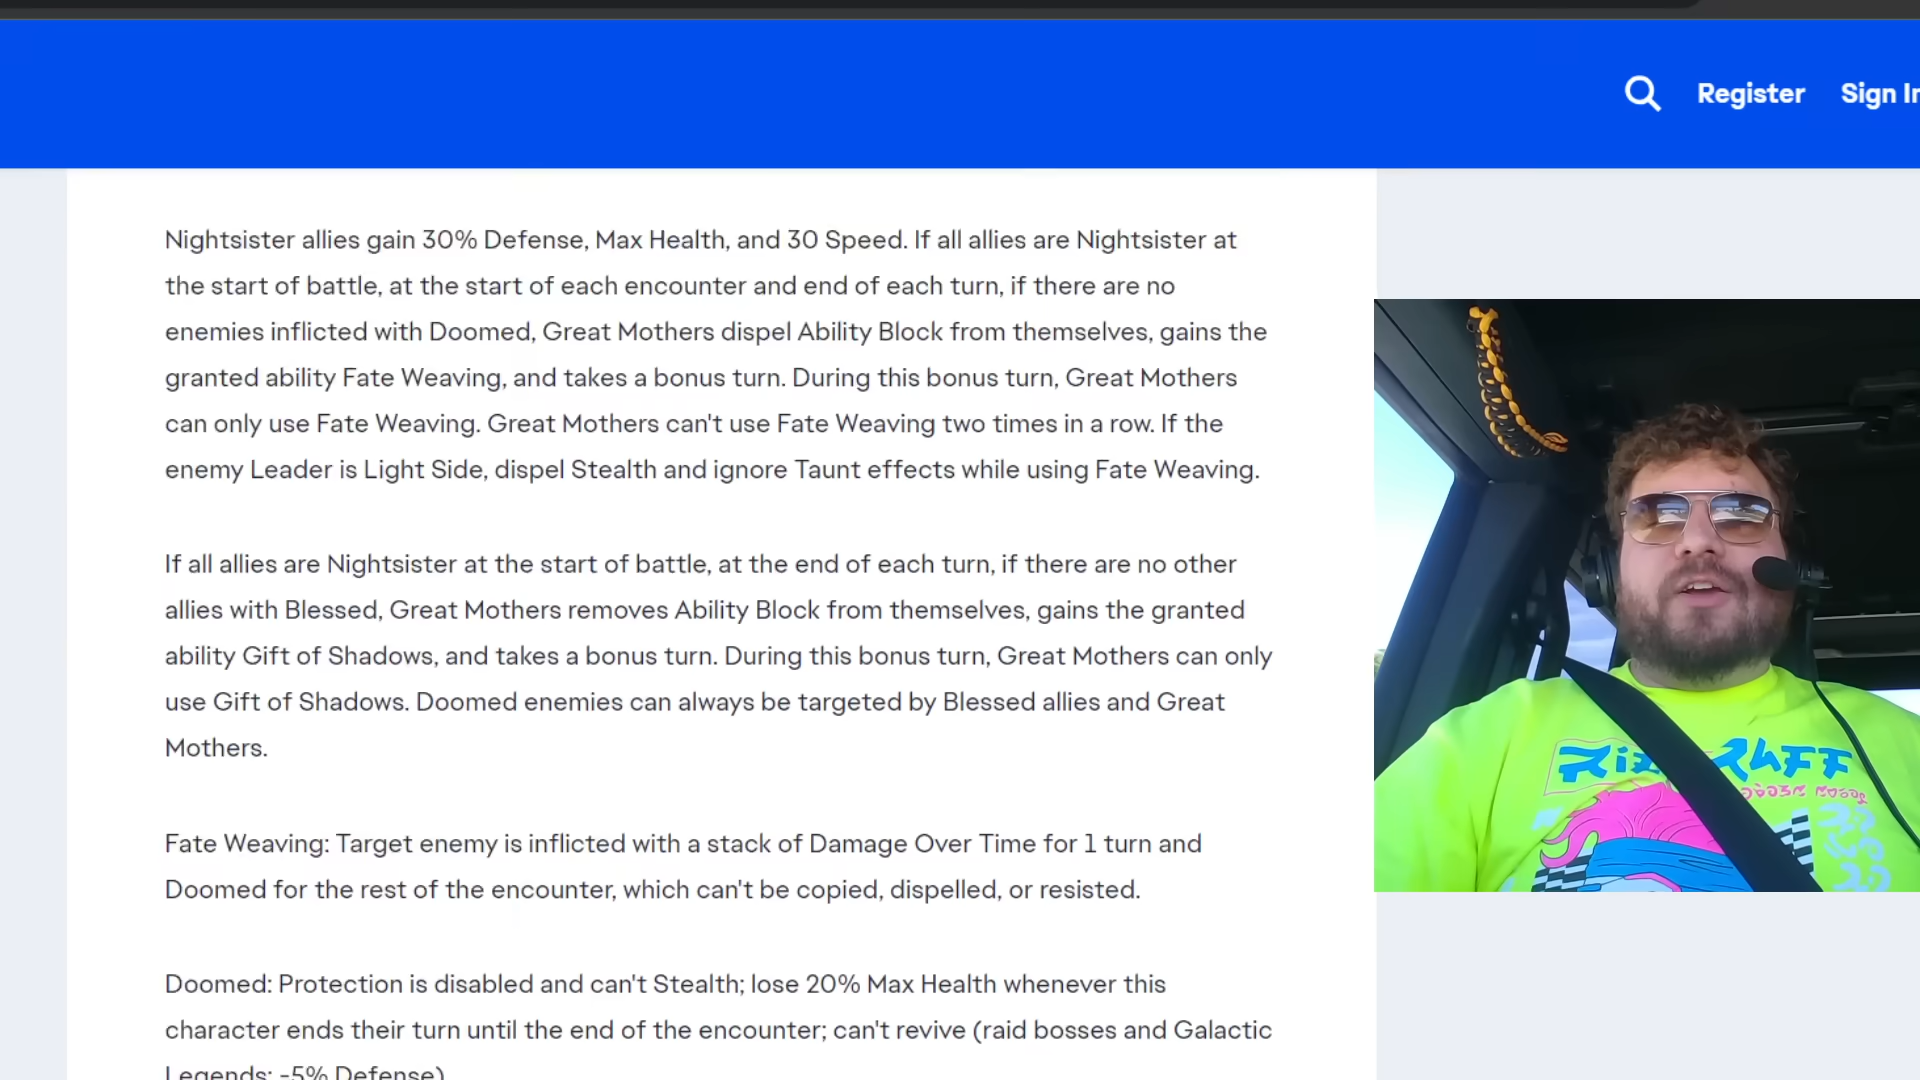 Register Sign In
Nightsister allies gain 30% Defense, Max Health, and 30 Speed. If all allies are Nightsister at
the start of battle, at the start of each encounter and end of each turn, if there are no
enemies inflicted with Doomed, Great Mothers dispel Ability Block from themselves, gains the
granted ability Fate Weaving, and takes a bonus turn. During this bonus turn, Great Mothers
can only use Fate Weaving. Great Mothers can't use Fate Weaving two times in a row. If the
enemy Leader is Light Side, dispel Stealth and ignore Taunt effects while using Fate Weaving.
If all allies are Nightsister at the start of battle, at the end of each turn, if there are no other
allies with Blessed, Great Mothers removes Ability Block from themselves, gains the granted
ability Gift of Shadows, and takes a bonus turn. During this bonus turn, Great Mothers can only
use Gift of Shadows. Doomed enemies can always be targeted by Blessed allies and Great
Mothers.
Fate Weaving: Target enemy is inflicted with a stack of Damage Over Time for 1 turn and
Doomed for the rest of the encounter, which can't be copied, dispelled, or resisted.
Doomed: Protection is disabled and can't Stealth; lose 20% Max Health whenever this
character ends their turn until the end of the encounter; can't revive (raid bosses and Galactic
Legends: -5% Defense)